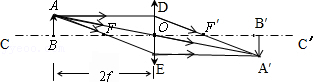 A D
F F′ B′
C O C′
B
2f E A′